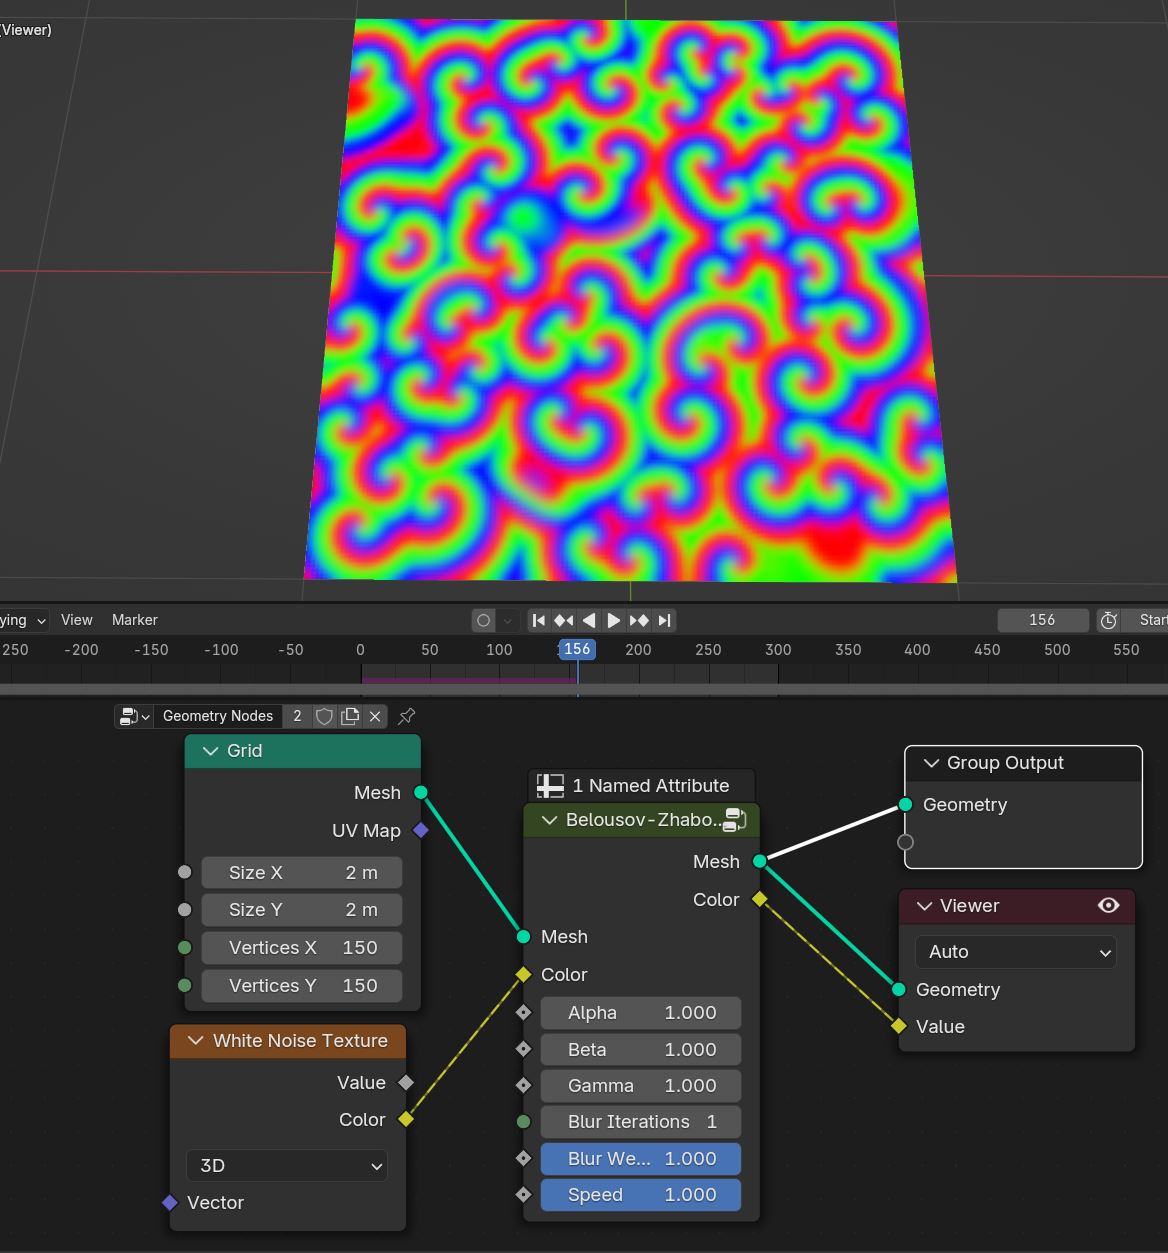 (Viewer)
ying View Marker 156 Start
250 -200 -150 -100 -50 0 50 100 156 200 250 300 350 400 450 500 550
Geometry Nodes 2
Grid
Mesh
UV Map
Size X 2 m
Size Y 2 m
Vertices X 150
Vertices Y 150
White Noise Texture
Value
Color
3D
Vector
1 Named Attribute
Belousov-Zhabo..
Mesh
Color
Mesh
Color
Alpha 1.000
Beta 1.000
Gamma 1.000
Blur Iterations 1
Blur We... 1.000
Speed 1.000
Group Output
Geometry
Viewer
Auto
Geometry
Value